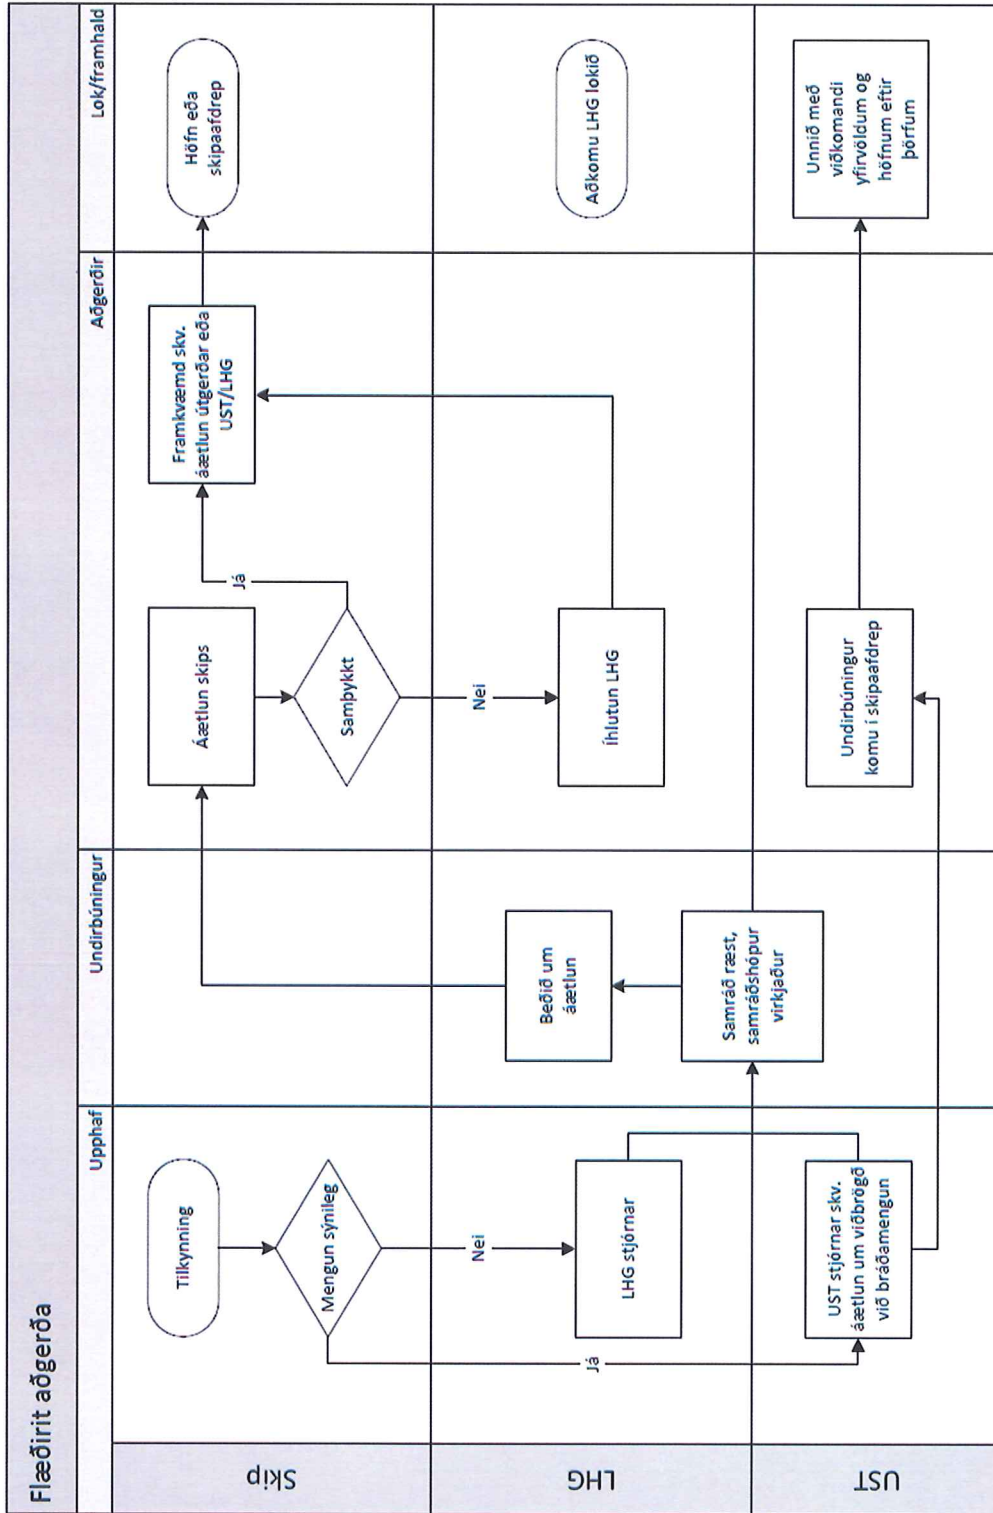 Flæðirit aðgerða
Upphaf
Undirbúningur
Aðgerðir
Lok/framhald
Skip
Tilkynning
Mengun sýnileg
Áætlun skips
Samþykkt
Já
Framkvæmd skv.
áætlun útgerðar eða
UST/LHG
Höfn eða
skipaafdrep
LHG
Nei
LHG stjórnar
Já
Beðið um
áætlun
Samráð ræst,
samráðshópur
virkjaður
Nei
Íhlutun LHG
Aðkomu LHG lokið
UST
UST stjórnar skv.
áætlun um viðbrögð
við bráðamengun
Undirbúningur
komu í skipaafdrep
Unnið með
viðkomandi
yfirvöldum og
höfnum eftir
þörfum